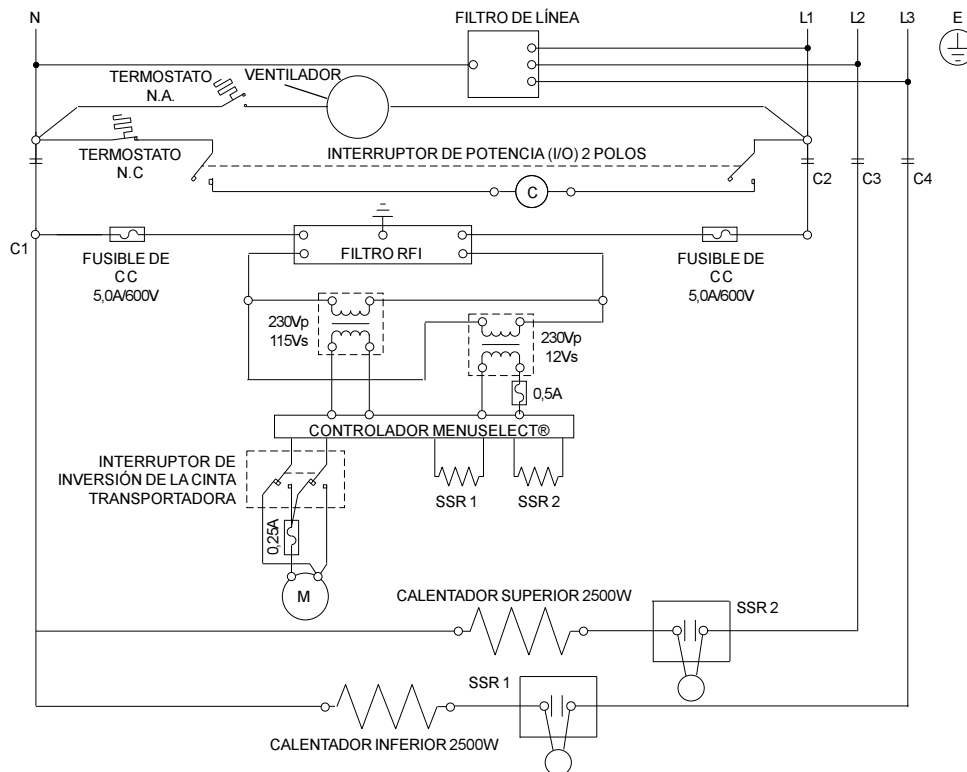 N
FILTRO DE LÍNEA
L1
L2
L3
E
TERMOSTATO
N.A.
VENTILADOR
TERMOSTATO
N.C
INTERRUPTOR DE POTENCIA (I/O) 2 POLOS
C
C2
C3
C4
C1
FUSIBLE DE
C C
5,0A/600V
FILTRO RFI
FUSIBLE DE
C C
5,0A/600V
230Vp
115Vs
230Vp
12Vs
0,5A
CONTROLADOR MENUSELECT®
INTERRUPTOR DE
INVERSIÓN DE LA CINTA
TRANSPORTADORA
SSR 1
SSR 2
0,25A
M
CALENTADOR SUPERIOR 2500W
SSR 2
SSR 1
CALENTADOR INFERIOR 2500W